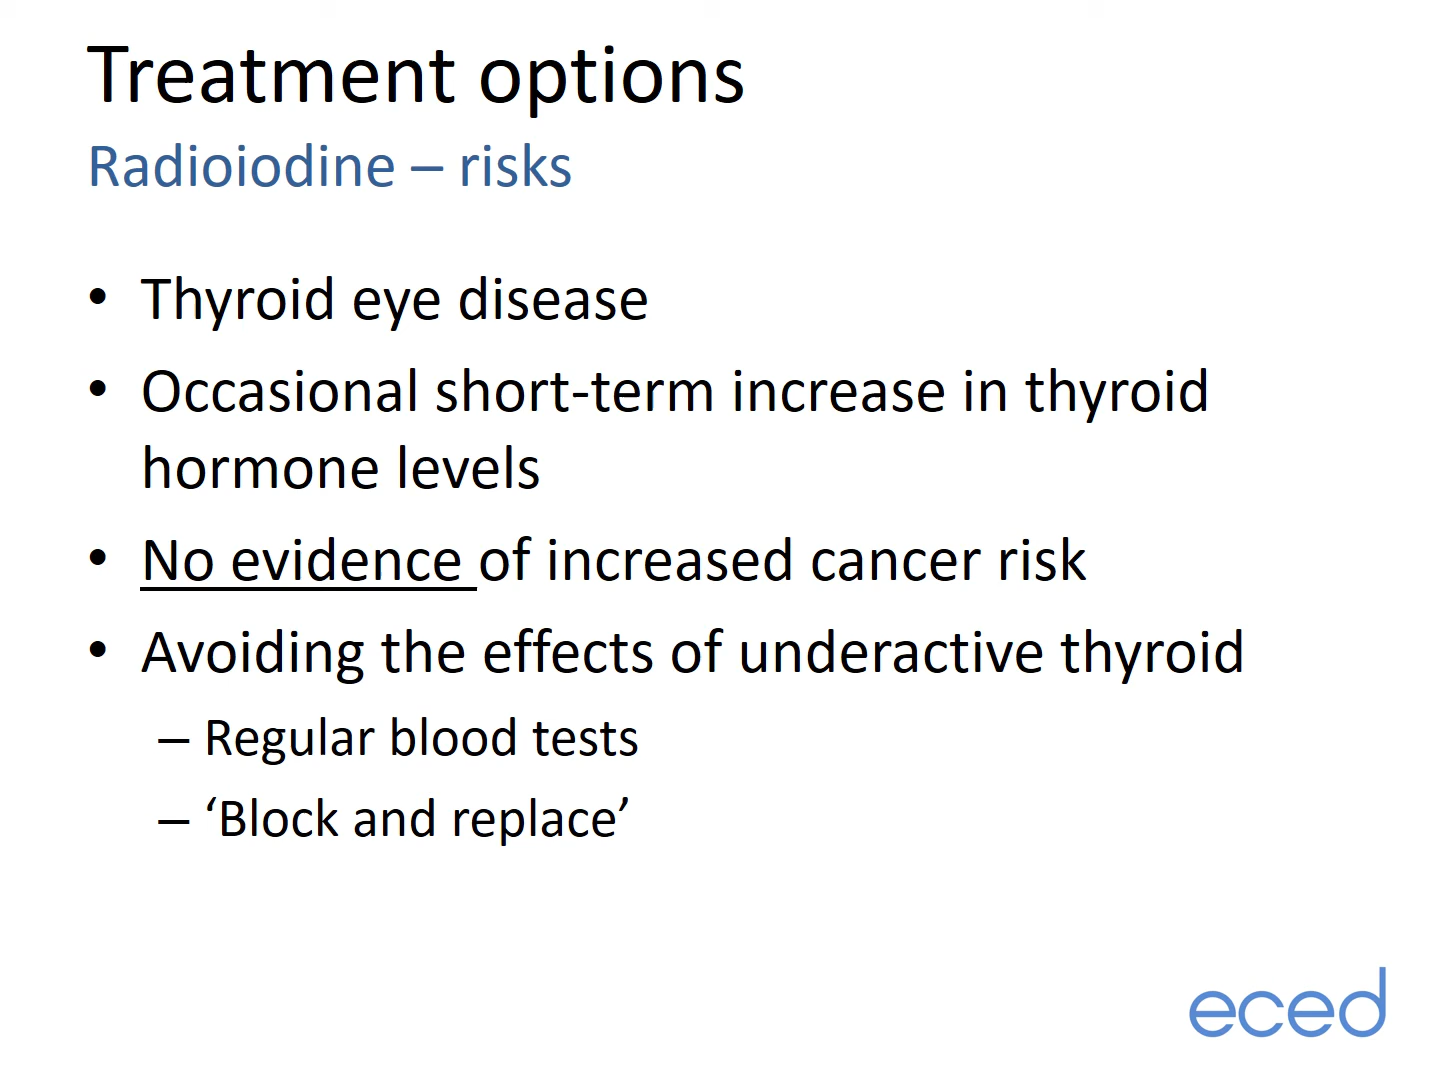 Treatment options
Radioiodine – risks
• Thyroid eye disease
• Occasional short-term increase in thyroid
hormone levels
• No evidence of increased cancer risk
• Avoiding the effects of underactive thyroid
– Regular blood tests
– ‘Block and replace’
eced